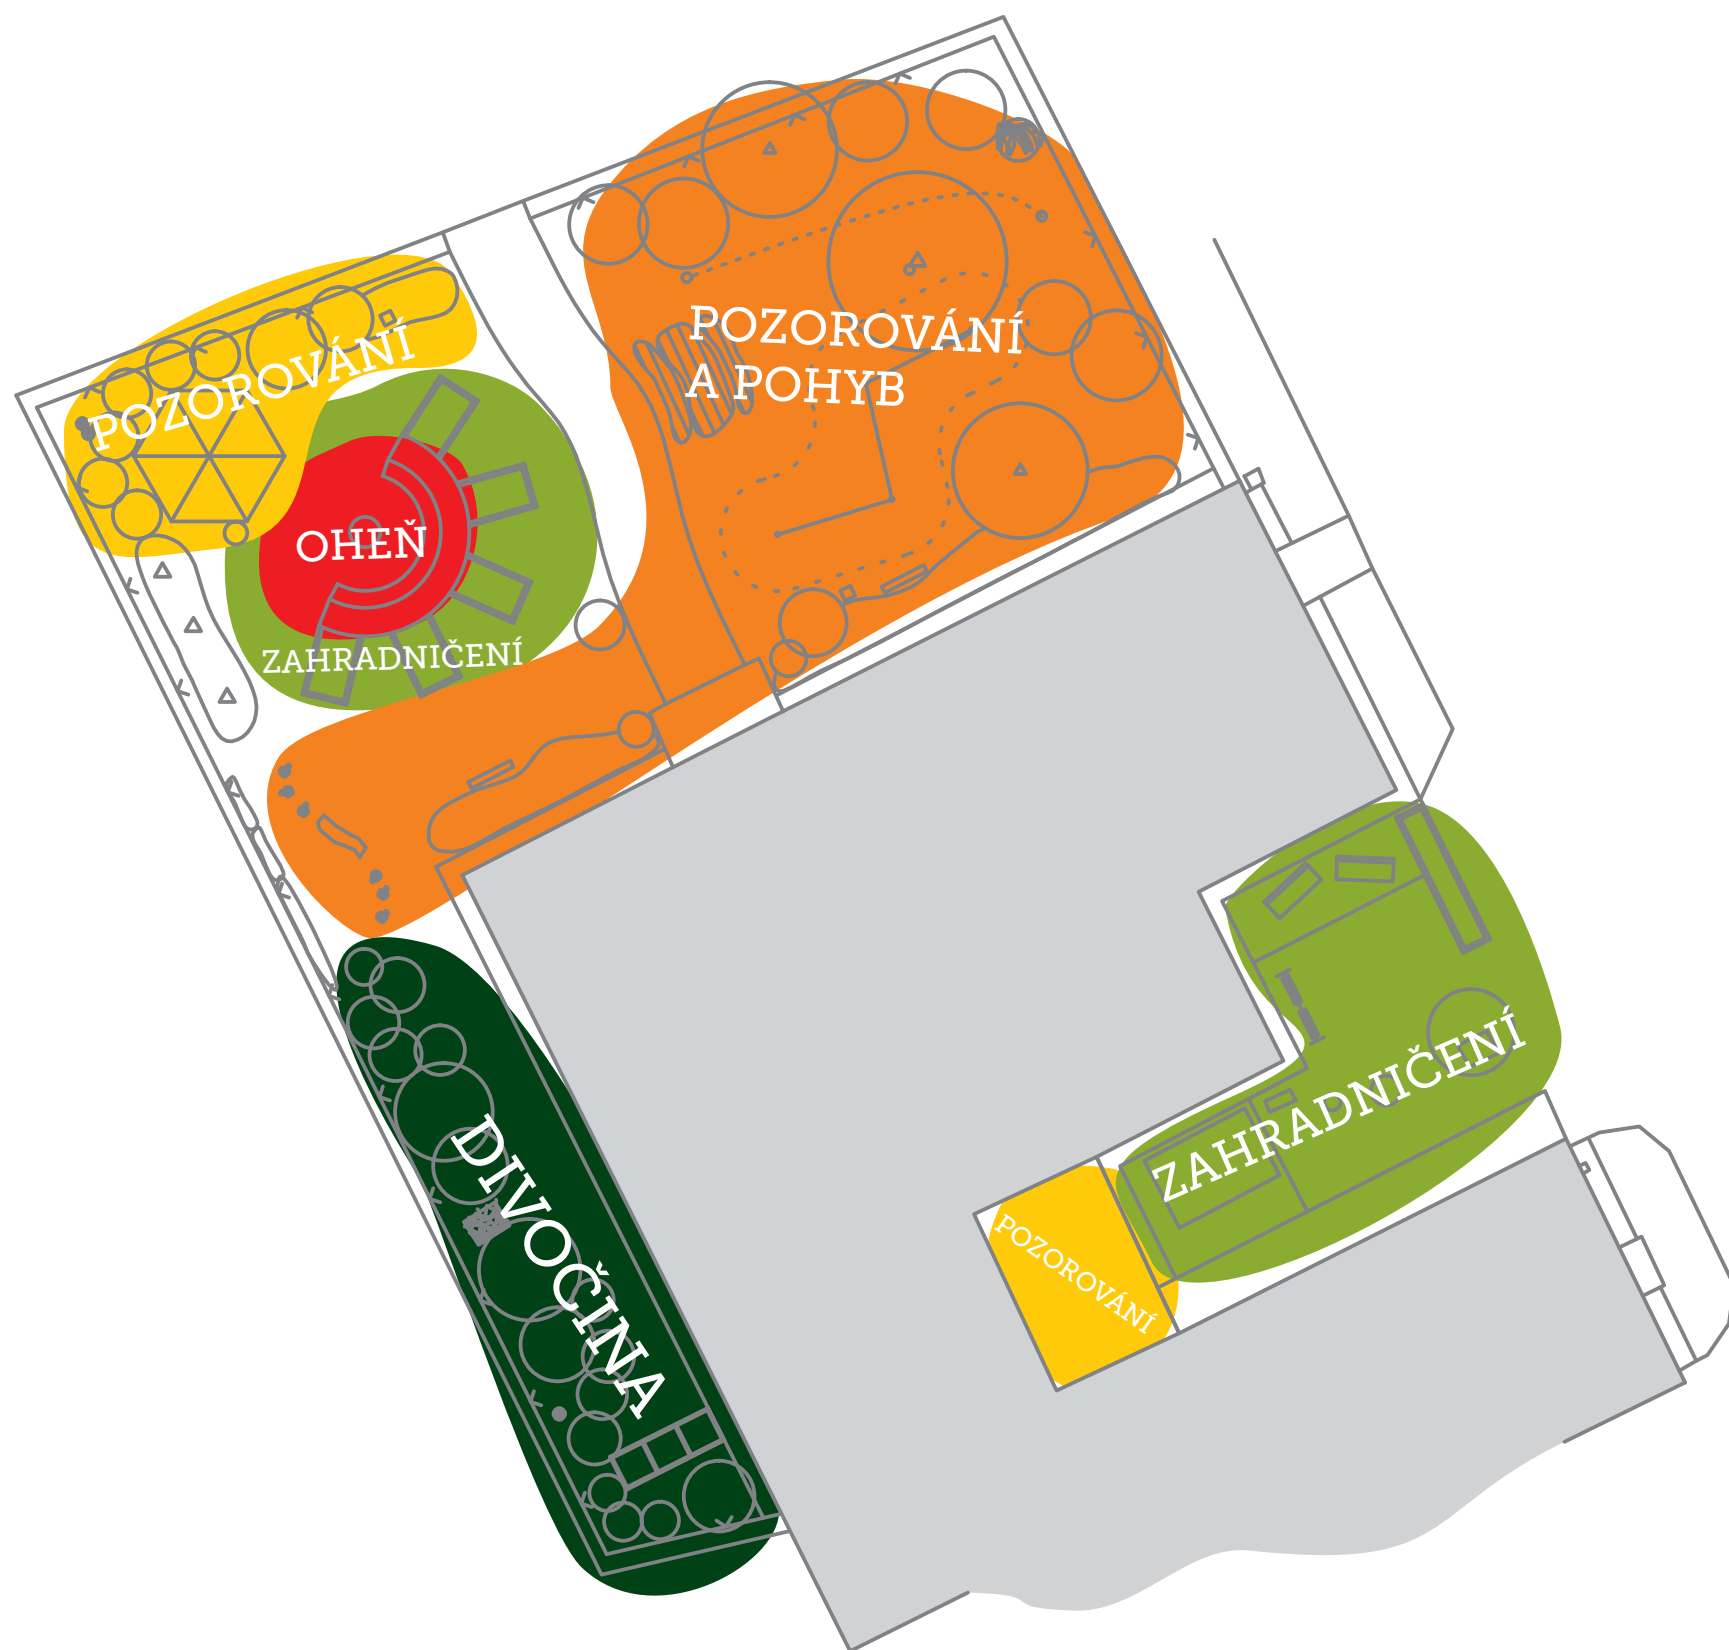 POZOROVÁNÍ
A POHYB
POZOROVÁNÍ
OHEŇ
ZAHRADNIČENÍ
ZAHRADNIČENÍ
DIVOČINA
POZOROVÁNÍ